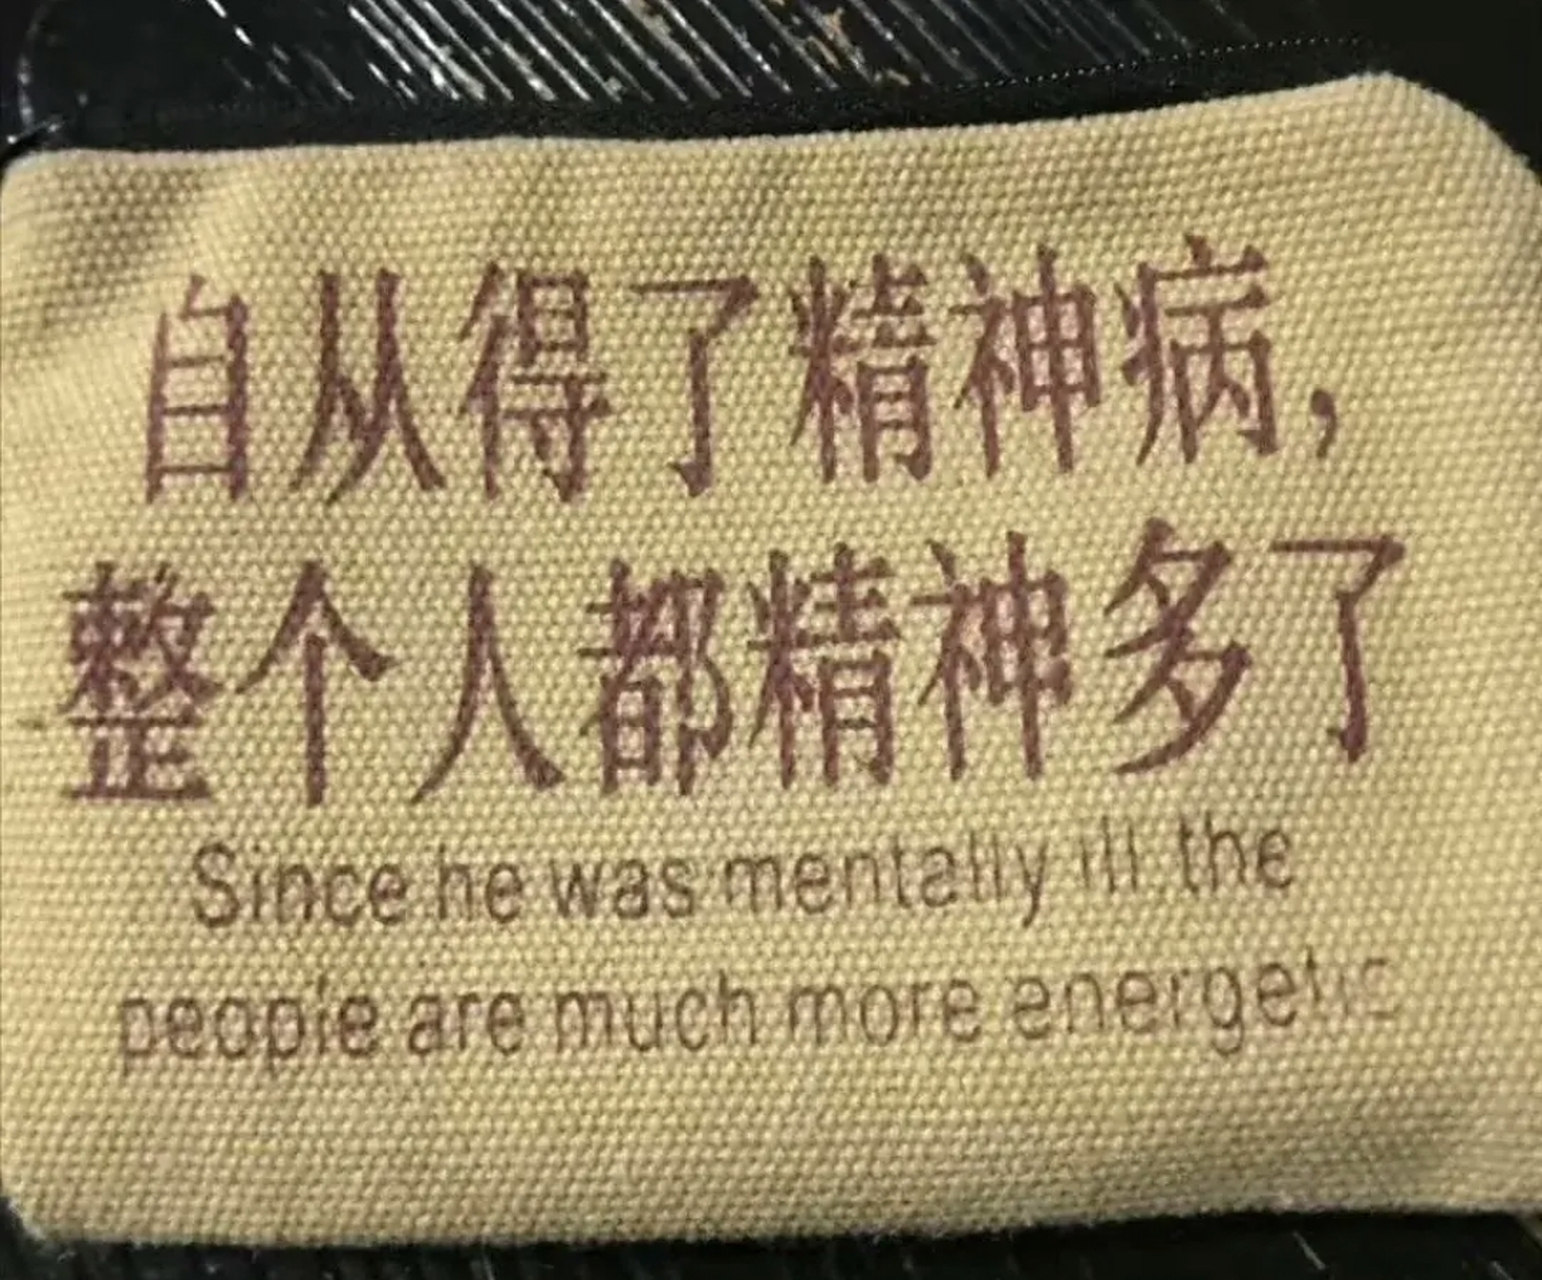 自从得了精神病，
整个人都精神多了
Since he was mentally ill the
people are much more energetic